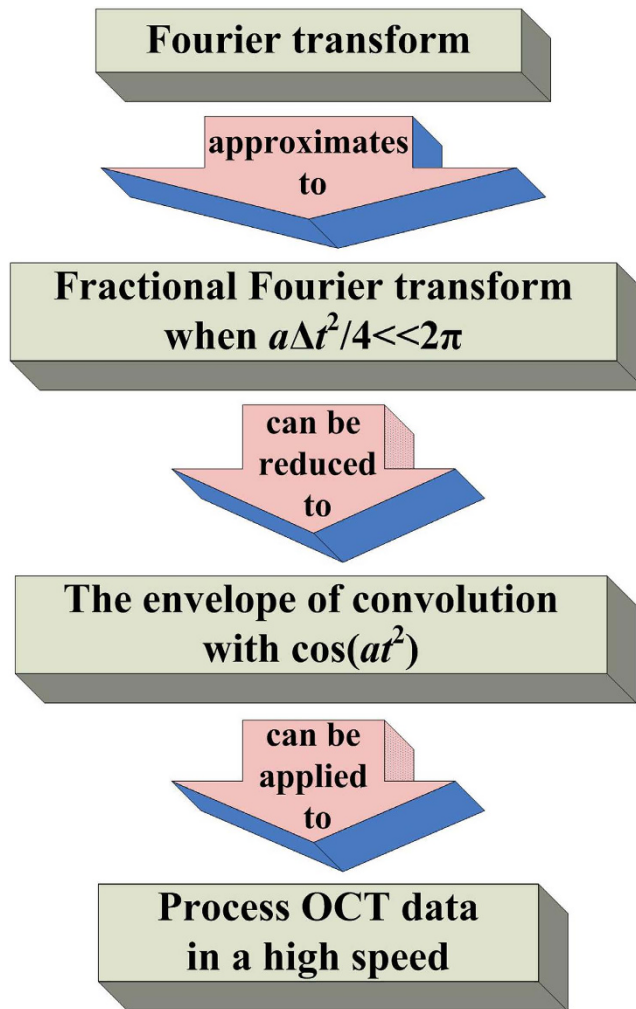 Fourier transform
approximates
to
Fractional Fourier transform
when aΔt²/4<<2π
can be
reduced
to
The envelope of convolution
with cos(at²)
can be
applied
to
Process OCT data
in a high speed